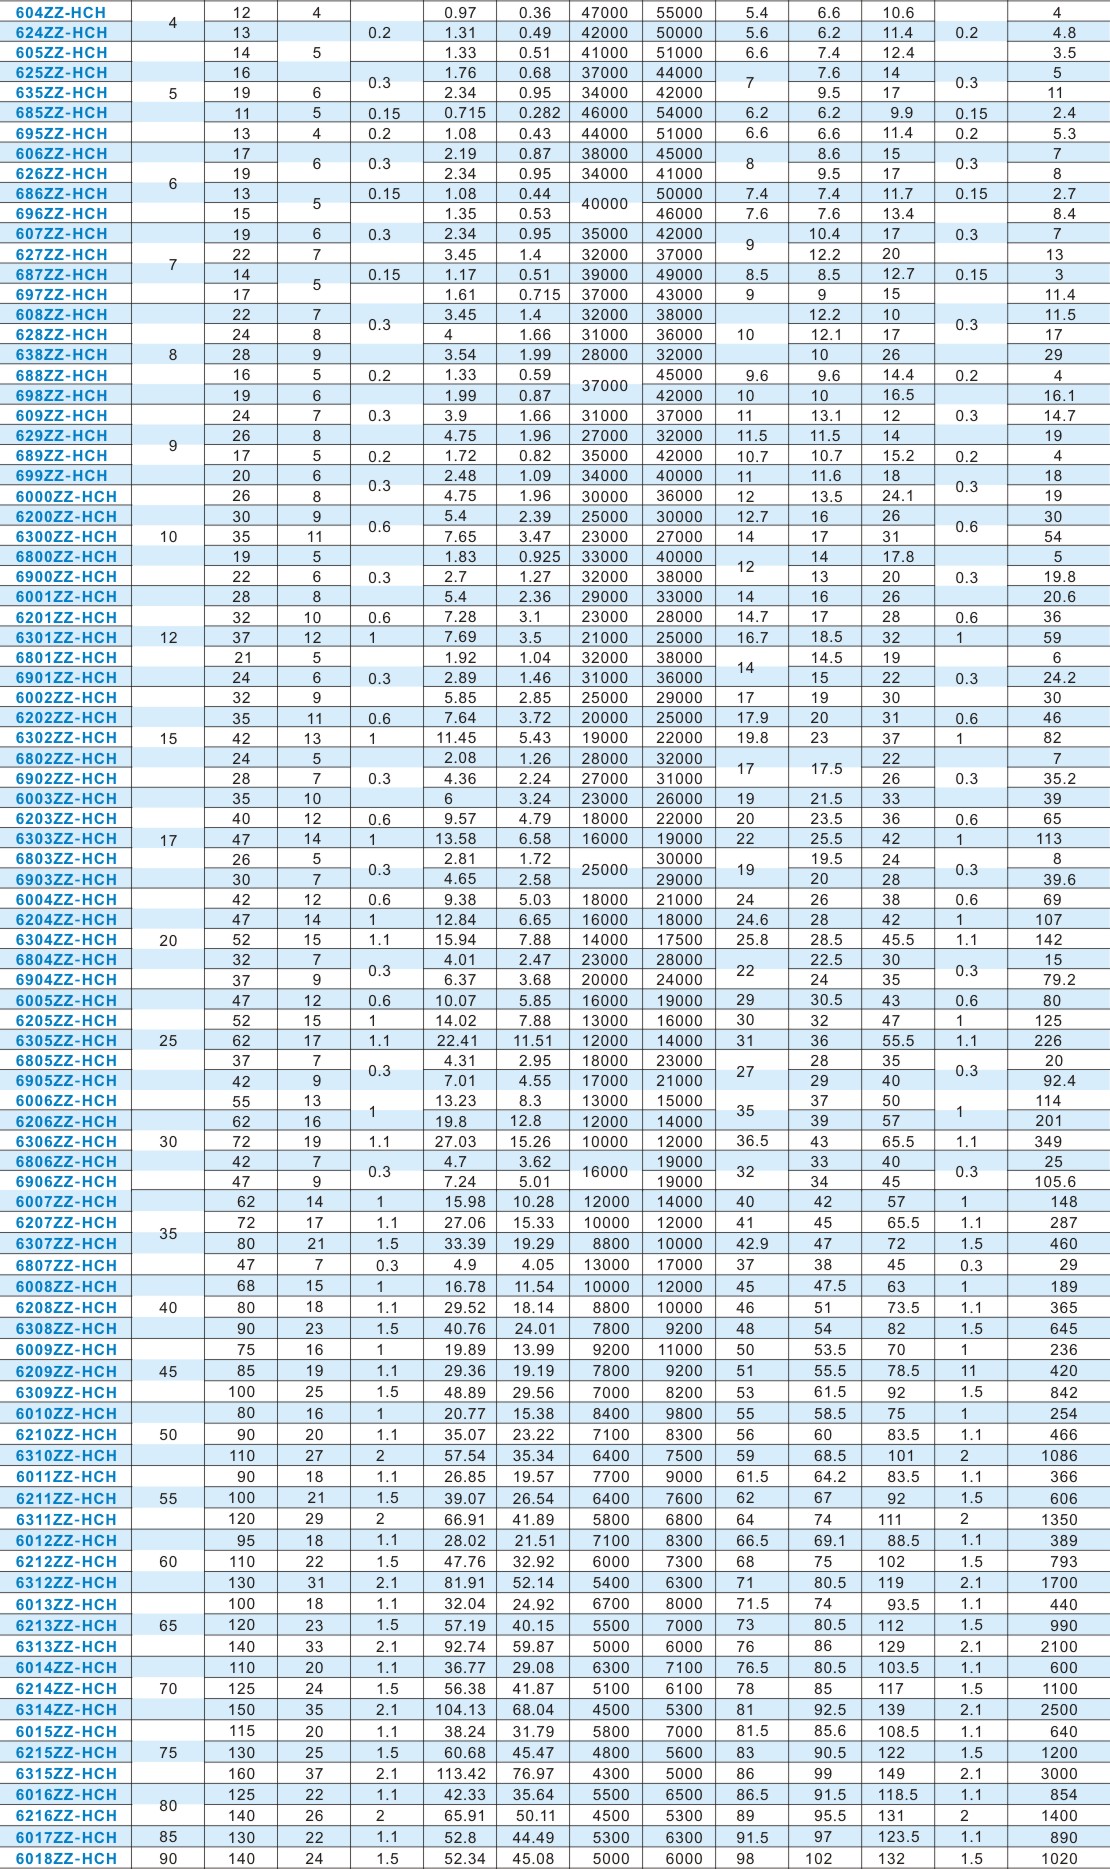 604ZZ-HCH 4 12 4 0.97 0.36 47000 55000 5.4 6.6 10.6 4
624ZZ-HCH 13 0.2 1.31 0.49 42000 50000 5.6 6.2 11.4 0.2 4.8
605ZZ-HCH 14 5 1.33 0.51 41000 51000 6.6 7.4 12.4 3.5
625ZZ-HCH 16 0.3 1.76 0.68 37000 44000 7 7.6 14 0.3 5
635ZZ-HCH 5 19 6 2.34 0.95 34000 42000 9.5 17 11
685ZZ-HCH 11 5 0.15 0.715 0.282 46000 54000 6.2 6.2 9.9 0.15 2.4
695ZZ-HCH 13 4 0.2 1.08 0.43 44000 51000 6.6 6.6 11.4 0.2 5.3
606ZZ-HCH 17 6 0.3 2.19 0.87 38000 45000 8 8.6 15 0.3 7
626ZZ-HCH 6 19 2.34 0.95 34000 41000 9.5 17 8
686ZZ-HCH 13 5 0.15 1.08 0.44 40000 50000 7.4 7.4 11.7 0.15 2.7
696ZZ-HCH 15 1.35 0.53 46000 7.6 7.6 13.4 8.4
607ZZ-HCH 19 6 0.3 2.34 0.95 35000 42000 9 10.4 17 0.3 7
627ZZ-HCH 7 22 7 3.45 1.4 32000 37000 12.2 20 13
687ZZ-HCH 14 5 0.15 1.17 0.51 39000 49000 8.5 8.5 12.7 0.15 3
697ZZ-HCH 17 1.61 0.715 37000 43000 9 9 15 11.4
608ZZ-HCH 22 7 0.3 3.45 1.4 32000 38000 12.2 10 0.3 11.5
628ZZ-HCH 24 8 4 1.66 31000 36000 10 12.1 17 17
638ZZ-HCH 8 28 9 3.54 1.99 28000 32000 10 26 29
688ZZ-HCH 16 5 0.2 1.33 0.59 37000 45000 9.6 9.6 14.4 0.2 4
698ZZ-HCH 19 6 1.99 0.87 42000 10 10 16.5 16.1
609ZZ-HCH 24 7 0.3 3.9 1.66 31000 37000 11 13.1 12 0.3 14.7
629ZZ-HCH 9 26 8 4.75 1.96 27000 32000 11.5 11.5 14 19
689ZZ-HCH 17 5 0.2 1.72 0.82 35000 42000 10.7 10.7 15.2 0.2 4
699ZZ-HCH 20 6 0.3 2.48 1.09 34000 40000 11 11.6 18 0.3 18
6000ZZ-HCH 26 8 4.75 1.96 30000 36000 12 13.5 24.1 19
6200ZZ-HCH 30 9 0.6 5.4 2.39 25000 30000 12.7 16 26 0.6 30
6300ZZ-HCH 10 35 11 7.65 3.47 23000 27000 14 17 31 54
6800ZZ-HCH 19 5 1.83 0.925 33000 40000 12 14 17.8 5
6900ZZ-HCH 22 6 0.3 2.7 1.27 32000 38000 13 20 0.3 19.8
6001ZZ-HCH 28 8 5.4 2.36 29000 33000 14 16 26 20.6
6201ZZ-HCH 32 10 0.6 7.28 3.1 23000 28000 14.7 17 28 0.6 36
6301ZZ-HCH 12 37 12 1 7.69 3.5 21000 25000 16.7 18.5 32 1 59
6801ZZ-HCH 21 5 1.92 1.04 32000 38000 14 14.5 19 6
6901ZZ-HCH 24 6 0.3 2.89 1.46 31000 36000 15 22 0.3 24.2
6002ZZ-HCH 32 9 5.85 2.85 25000 29000 17 19 30 30
6202ZZ-HCH 35 11 0.6 7.64 3.72 20000 25000 17.9 20 31 0.6 46
6302ZZ-HCH 15 42 13 1 11.45 5.43 19000 22000 19.8 23 37 1 82
6802ZZ-HCH 24 5 2.08 1.26 28000 32000 17 17.5 22 7
6902ZZ-HCH 28 7 0.3 4.36 2.24 27000 31000 26 0.3 35.2
6003ZZ-HCH 35 10 6 3.24 23000 26000 19 21.5 33 39
6203ZZ-HCH 40 12 0.6 9.57 4.79 18000 22000 20 23.5 36 0.6 65
6303ZZ-HCH 17 47 14 1 13.58 6.58 16000 19000 22 25.5 42 1 113
6803ZZ-HCH 26 5 0.3 2.81 1.72 25000 30000 19 19.5 24 0.3 8
6903ZZ-HCH 30 7 4.65 2.58 29000 20 28 39.6
6004ZZ-HCH 42 12 0.6 9.38 5.03 18000 21000 24 26 38 0.6 69
6204ZZ-HCH 47 14 1 12.84 6.65 16000 18000 24.6 28 42 1 107
6304ZZ-HCH 20 52 15 1.1 15.94 7.88 14000 17500 25.8 28.5 45.5 1.1 142
6804ZZ-HCH 32 7 0.3 4.01 2.47 23000 28000 22 22.5 30 0.3 15
6904ZZ-HCH 37 9 6.37 3.68 20000 24000 24 35 79.2
6005ZZ-HCH 47 12 0.6 10.07 5.85 16000 19000 29 30.5 43 0.6 80
6205ZZ-HCH 52 15 1 14.02 7.88 13000 16000 30 32 47 1 125
6305ZZ-HCH 25 62 17 1.1 22.41 11.51 12000 14000 31 36 55.5 1.1 226
6805ZZ-HCH 37 7 0.3 4.31 2.95 18000 23000 27 28 35 0.3 20
6905ZZ-HCH 42 9 7.01 4.55 17000 21000 29 40 92.4
6006ZZ-HCH 55 13 1 13.23 8.3 13000 15000 35 37 50 1 114
6206ZZ-HCH 62 16 19.8 12.8 12000 14000 39 57 201
6306ZZ-HCH 30 72 19 1.1 27.03 15.26 10000 12000 36.5 43 65.5 1.1 349
6806ZZ-HCH 42 7 0.3 4.7 3.62 16000 19000 32 33 40 0.3 25
6906ZZ-HCH 47 9 7.24 5.01 19000 34 45 105.6
6007ZZ-HCH 62 14 1 15.98 10.28 12000 14000 40 42 57 1 148
6207ZZ-HCH 35 72 17 1.1 27.06 15.33 10000 12000 41 45 65.5 1.1 287
6307ZZ-HCH 80 21 1.5 33.39 19.29 8800 10000 42.9 47 72 1.5 460
6807ZZ-HCH 47 7 0.3 4.9 4.05 13000 17000 37 38 45 0.3 29
6008ZZ-HCH 68 15 1 16.78 11.54 10000 12000 45 47.5 63 1 189
6208ZZ-HCH 40 80 18 1.1 29.52 18.14 8800 10000 46 51 73.5 1.1 365
6308ZZ-HCH 90 23 1.5 40.76 24.01 7800 9200 48 54 82 1.5 645
6009ZZ-HCH 75 16 1 19.89 13.99 9200 11000 50 53.5 70 1 236
6209ZZ-HCH 45 85 19 1.1 29.36 19.19 7800 9200 51 55.5 78.5 11 420
6309ZZ-HCH 100 25 1.5 48.89 29.56 7000 8200 53 61.5 92 1.5 842
6010ZZ-HCH 80 16 1 20.77 15.38 8400 9800 55 58.5 75 1 254
6210ZZ-HCH 50 90 20 1.1 35.07 23.22 7100 8300 56 60 83.5 1.1 466
6310ZZ-HCH 110 27 2 57.54 35.34 6400 7500 59 68.5 101 2 1086
6011ZZ-HCH 90 18 1.1 26.85 19.57 7700 9000 61.5 64.2 83.5 1.1 366
6211ZZ-HCH 55 100 21 1.5 39.07 26.54 6400 7600 62 67 92 1.5 606
6311ZZ-HCH 120 29 2 66.91 41.89 5800 6800 64 74 111 2 1350
6012ZZ-HCH 95 18 1.1 28.02 21.51 7100 8300 66.5 69.1 88.5 1.1 389
6212ZZ-HCH 60 110 22 1.5 47.76 32.92 6000 7300 68 75 102 1.5 793
6312ZZ-HCH 130 31 2.1 81.91 52.14 5400 6300 71 80.5 119 2.1 1700
6013ZZ-HCH 100 18 1.1 32.04 24.92 6700 8000 71.5 74 93.5 1.1 440
6213ZZ-HCH 65 120 23 1.5 57.19 40.15 5500 7000 73 80.5 112 1.5 990
6313ZZ-HCH 140 33 2.1 92.74 59.87 5000 6000 76 86 129 2.1 2100
6014ZZ-HCH 110 20 1.1 36.77 29.08 6300 7100 76.5 80.5 103.5 1.1 600
6214ZZ-HCH 70 125 24 1.5 56.38 41.87 5100 6100 78 85 117 1.5 1100
6314ZZ-HCH 150 35 2.1 104.13 68.04 4500 5300 81 92.5 139 2.1 2500
6015ZZ-HCH 115 20 1.1 38.24 31.79 5800 7000 81.5 85.6 108.5 1.1 640
6215ZZ-HCH 75 130 25 1.5 60.68 45.47 4800 5600 83 90.5 122 1.5 1200
6315ZZ-HCH 160 37 2.1 113.42 76.97 4300 5000 86 99 149 2.1 3000
6016ZZ-HCH 80 125 22 1.1 42.33 35.64 5500 6500 86.5 91.5 118.5 1.1 854
6216ZZ-HCH 140 26 2 65.91 50.11 4500 5300 89 95.5 131 2 1400
6017ZZ-HCH 85 130 22 1.1 52.8 44.49 5300 6300 91.5 97 123.5 1.1 890
6018ZZ-HCH 90 140 24 1.5 52.34 45.08 5000 6000 98 102 132 1.5 1020